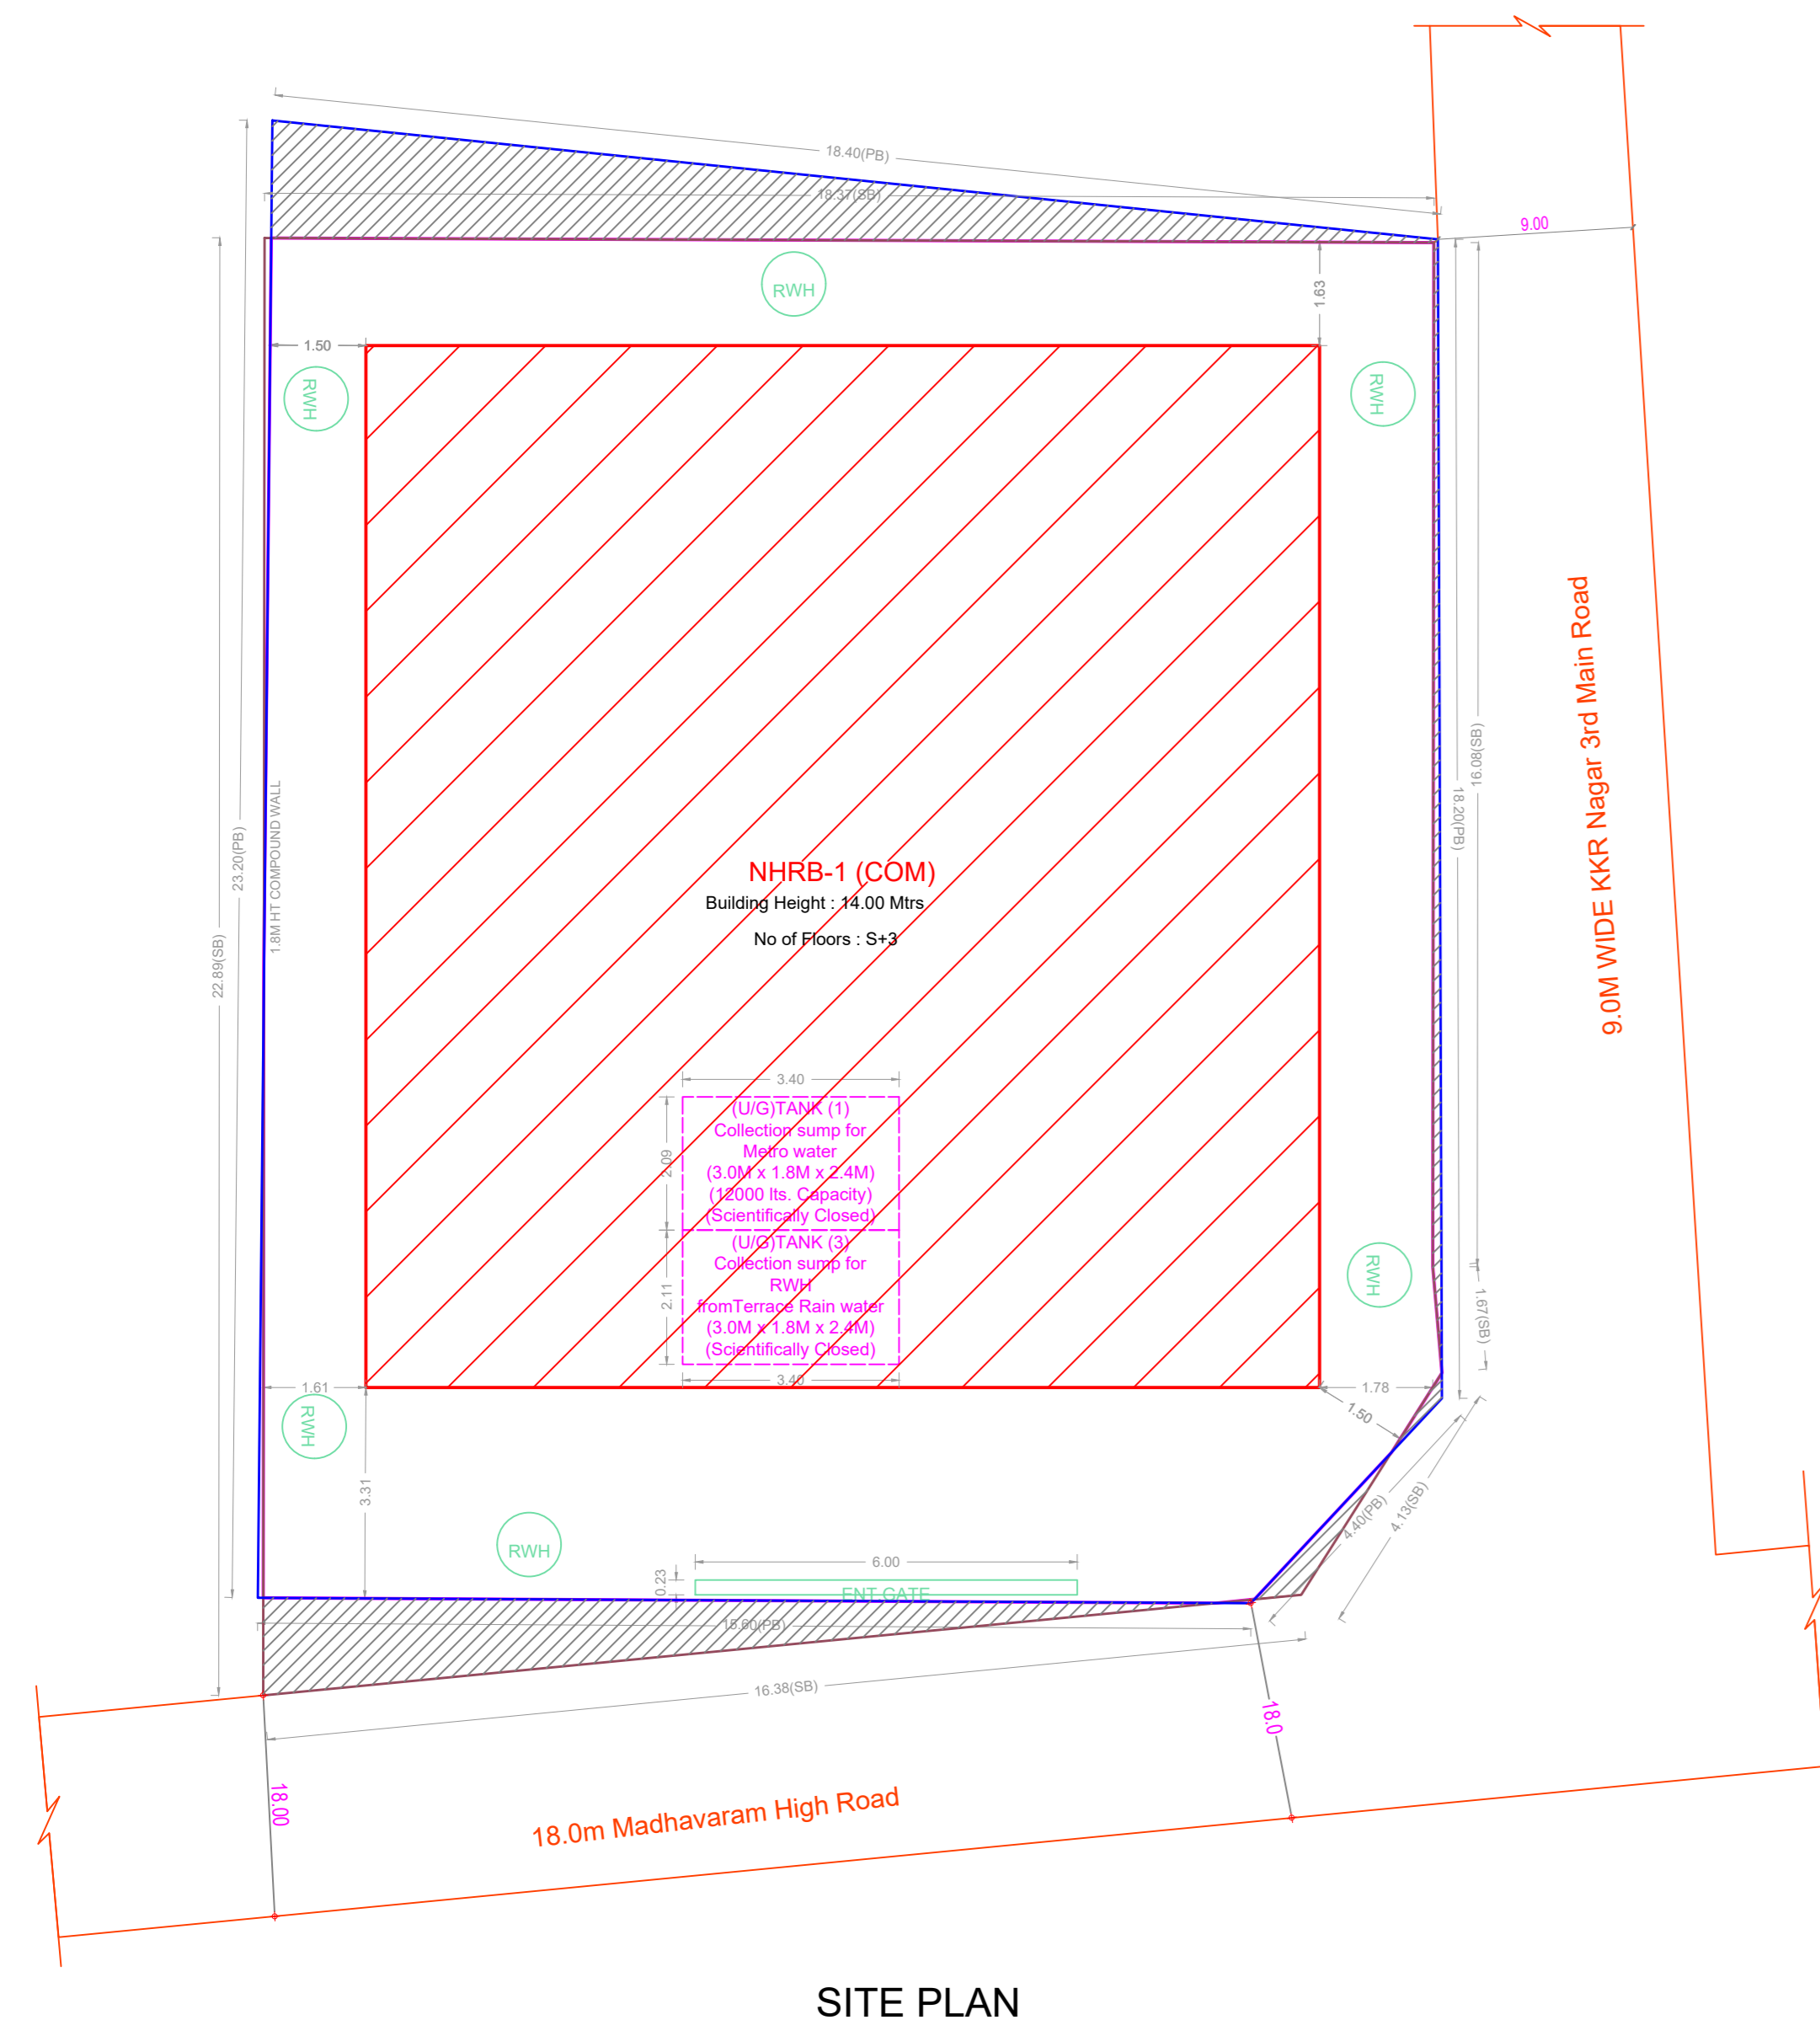 18.40(PB)
18.37(SB)
9.00
RWH
1.63
1.50
RWH
RWH
16.08(SB)
18.20(PB)
9.0M WIDE KKR Nagar 3rd Main Road
1.8M HT COMPOUND WALL
23.20(PB)
22.89(SB)
NHRB-1 (COM)
Building Height : 14.00 Mtrs
No of Floors : S+3
3.40
2.09
(U/G)TANK (1)
Collection sump for
Metro water
(3.0M x 1.8M x 2.4M)
(12000 lts. Capacity)
(Scientifically Closed)
2.11
(U/G)TANK (3)
Collection sump for
RWH
fromTerrace Rain water
(3.0M x 1.8M x 2.4M)
(Scientifically Closed)
3.40
RWH
1.67(SB)
1.61
1.78
1.50
RWH
3.31
4.40(PB)
4.13(SB)
RWH
6.00
0.23
ENT GATE
15.60(PB)
16.38(SB)
18.0
18.00
18.0m Madhavaram High Road
SITE PLAN